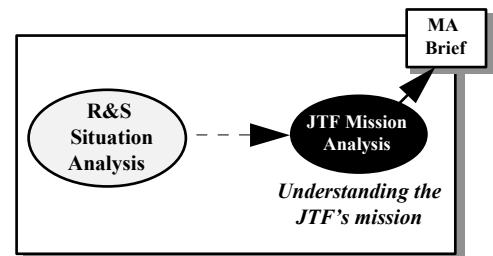 MA
Brief
R&S
Situation
Analysis
JTF Mission
Analysis
Understanding the
JTF's mission